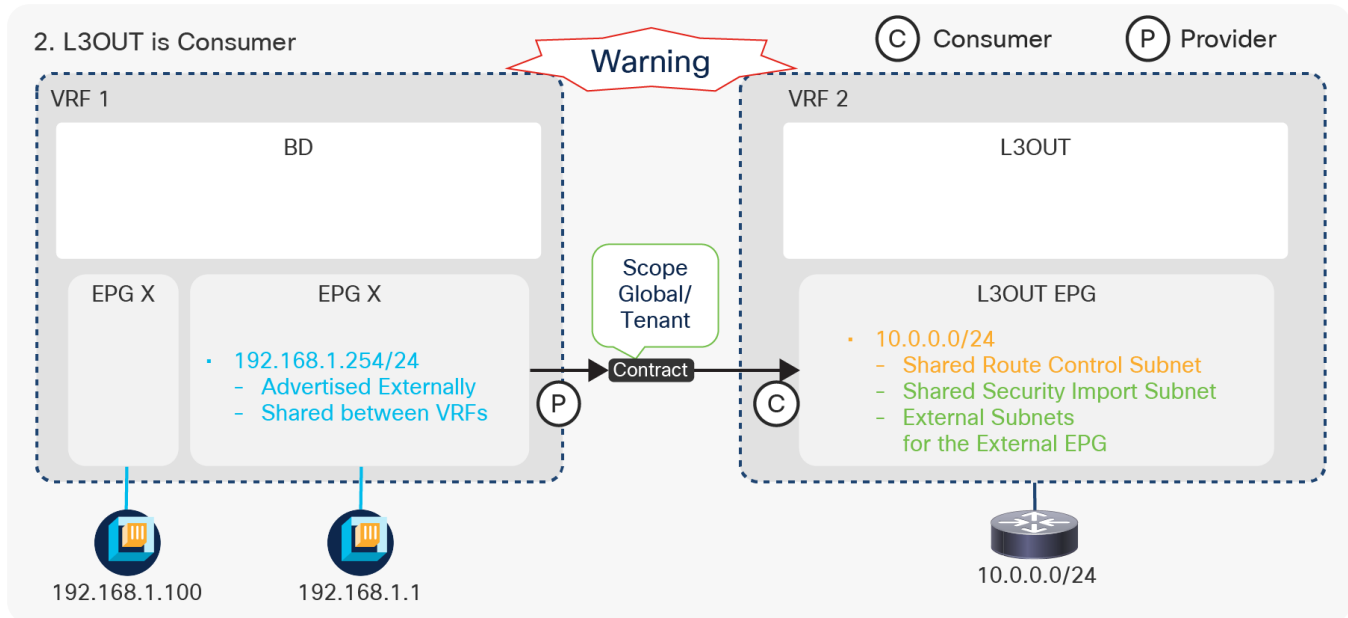 2. L3OUT is Consumer
Warning
C Consumer
P Provider
VRF 1
BD
EPG X
EPG X
▪ 192.168.1.254/24
– Advertised Externally
– Shared between VRFs
P
Scope
Global/
Tenant
Contract
C
VRF 2
L3OUT
L3OUT EPG
▪ 10.0.0.0/24
– Shared Route Control Subnet
– Shared Security Import Subnet
– External Subnets
for the External EPG
192.168.1.100
192.168.1.1
10.0.0.0/24